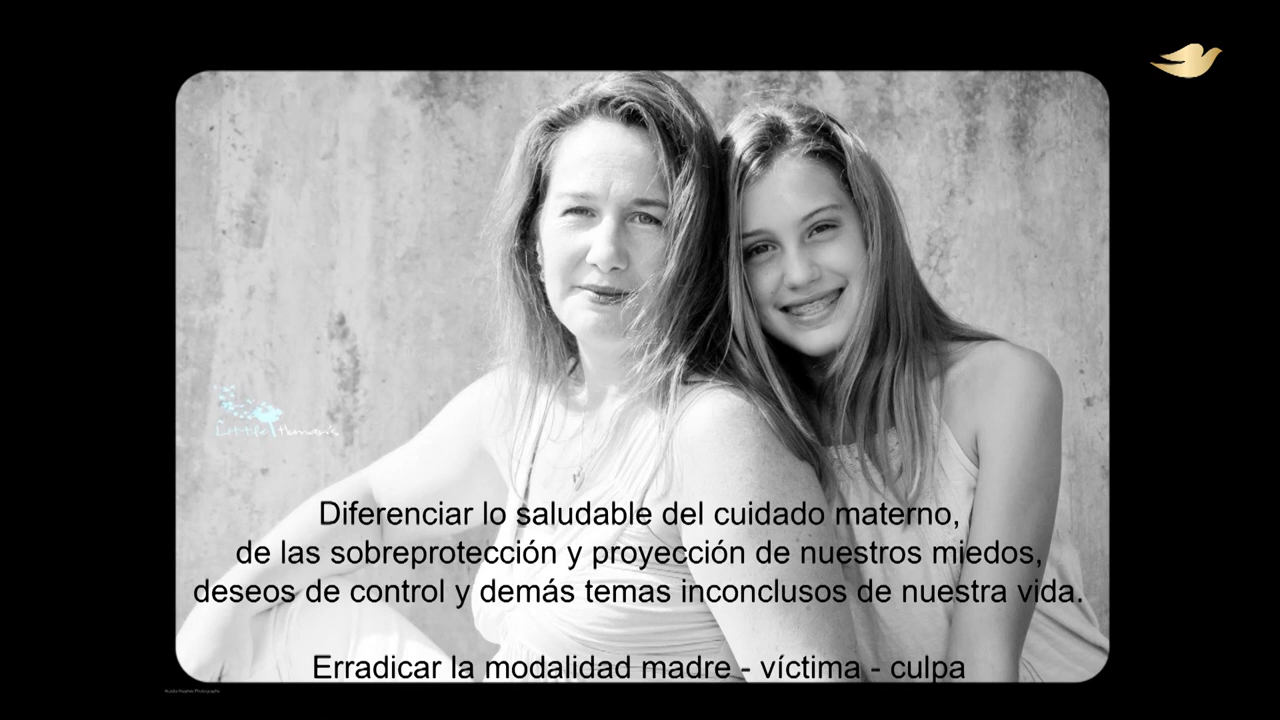 Diferenciar lo saludable del cuidado materno,
de las sobreprotección y proyección de nuestros miedos,
deseos de control y demás temas inconclusos de nuestra vida.
Erradicar la modalidad madre - víctima - culpa